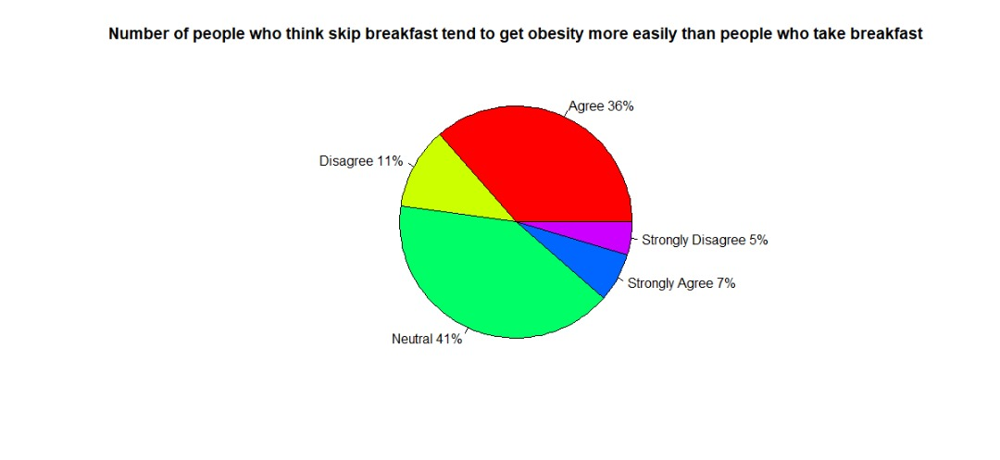 Number of people who think skip breakfast tend to get obesity more easily than people who take breakfast
Agree 36%
Disagree 11%
Strongly Disagree 5%
Strongly Agree 7%
Neutral 41%